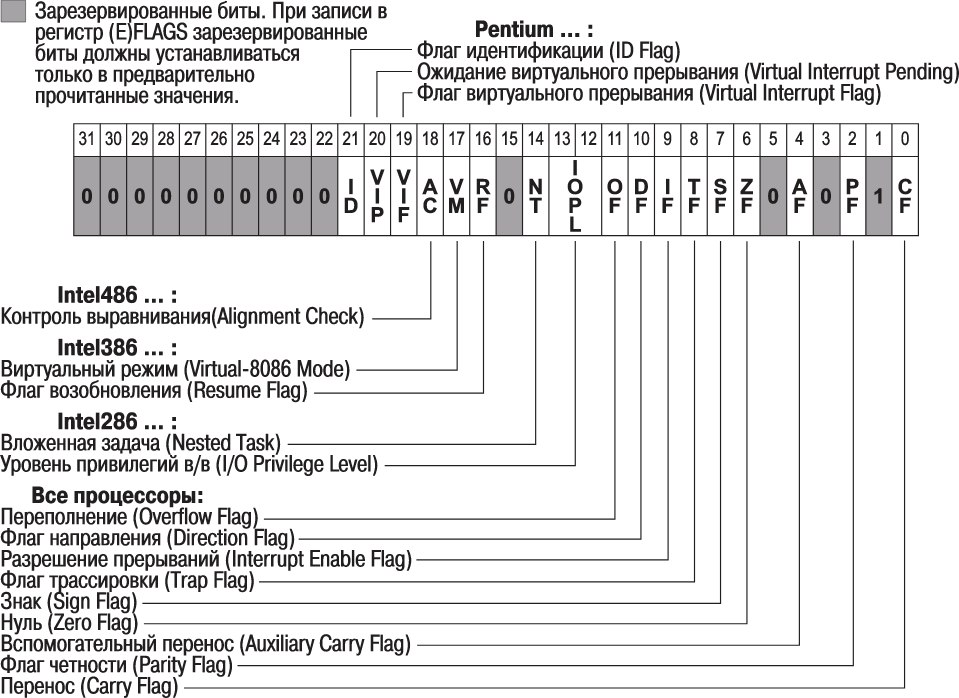 Зарезервированные биты. При записи в
регистр (E)FLAGS зарезервированные
биты должны устанавливаться
только в предварительно
прочитанные значения.
Pentium ... :
Флаг идентификации (ID Flag)
Ожидание виртуального прерывания (Virtual Interrupt Pending)
Флаг виртуального прерывания (Virtual Interrupt Flag)
31 30 29 28 27 26 25 24 23 22 21 20 19 18 17 16 15 14 13 12 11 10 9 8 7 6 5 4 3 2 1 0
0 0 0 0 0 0 0 0 0 0 ID VIP VIF AC VM RF 0 NT IOPL OF DF IF TF SF ZF 0 AF 0 PF 1 CF
Intel486 ... :
Контроль выравнивания(Alignment Check)
Intel386 ... :
Виртуальный режим (Virtual-8086 Mode)
Флаг возобновления (Resume Flag)
Intel286 ... :
Вложенная задача (Nested Task)
Уровень привилегий в/в (I/O Privilege Level)
Все процессоры:
Переполнение (Overflow Flag)
Флаг направления (Direction Flag)
Разрешение прерываний (Interrupt Enable Flag)
Флаг трассировки (Trap Flag)
Знак (Sign Flag)
Нуль (Zero Flag)
Вспомогательный перенос (Auxiliary Carry Flag)
Флаг четности (Parity Flag)
Перенос (Carry Flag)